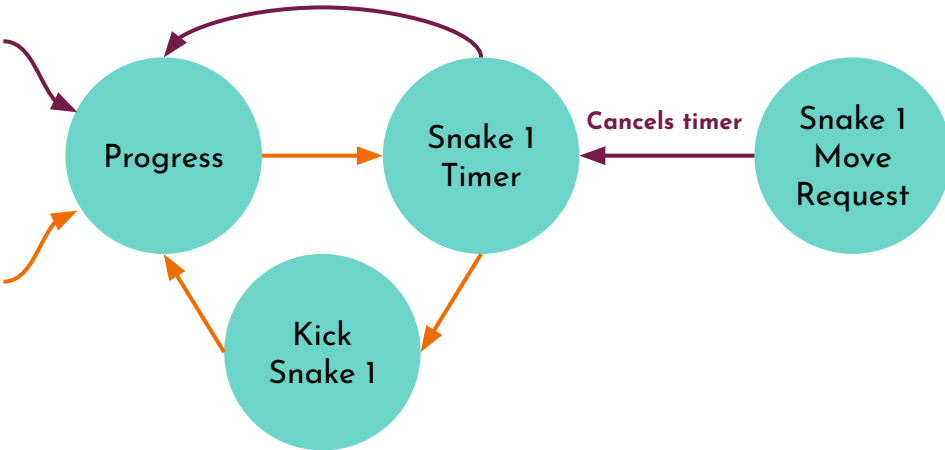 Progress
Snake 1
Timer
Cancels timer
Snake 1
Move
Request
Kick
Snake 1